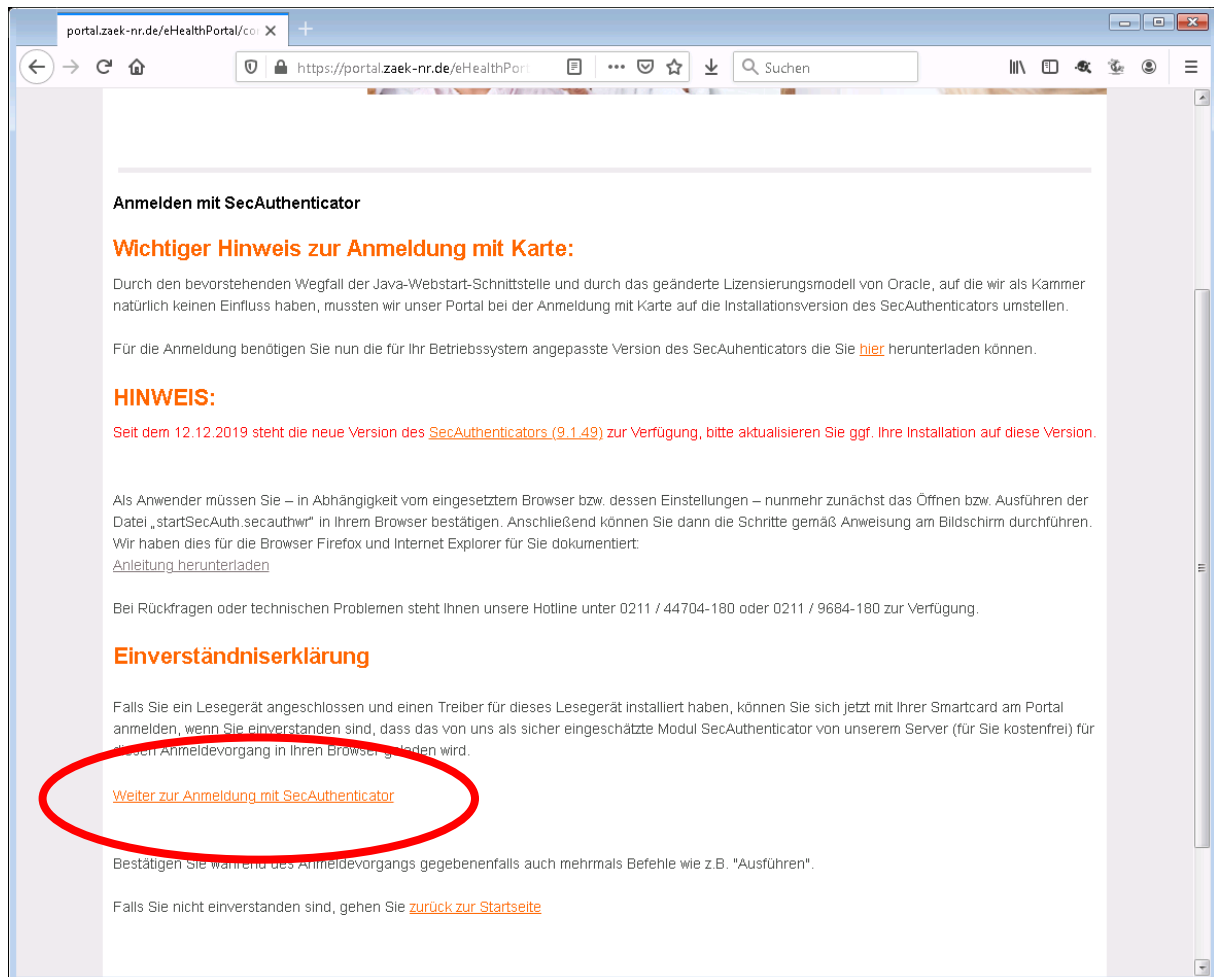 portal.zaek-nr.de/eHealthPortal/co
https://portal.zaek-nr.de/eHealthPort
Suchen
Anmelden mit SecAuthenticator
Wichtiger Hinweis zur Anmeldung mit Karte:
Durch den bevorstehenden Wegfall der Java-Webstart-Schnittstelle und durch das geänderte Lizensierungsmodell von Oracle, auf die wir als Kammer
natürlich keinen Einfluss haben, mussten wir unser Portal bei der Anmeldung mit Karte auf die Installationsversion des SecAuthenticators umstellen.
Für die Anmeldung benötigen Sie nun die für Ihr Betriebssystem angepasste Version des SecAuhenticators die Sie hier herunterladen können.
HINWEIS:
Seit dem 12.12.2019 steht die neue Version des SecAuthenticators (9.1.49) zur Verfügung, bitte aktualisieren Sie ggf. Ihre Installation auf diese Version.
Als Anwender müssen Sie – in Abhängigkeit vom eingesetztem Browser bzw. dessen Einstellungen – nunmehr zunächst das Öffnen bzw. Ausführen der
Datei „startSecAuth.secauthwr“ in Ihrem Browser bestätigen. Anschließend können Sie dann die Schritte gemäß Anweisung am Bildschirm durchführen.
Wir haben dies für die Browser Firefox und Internet Explorer für Sie dokumentiert:
Anleitung herunterladen
Bei Rückfragen oder technischen Problemen steht Ihnen unsere Hotline unter 0211 / 44704-180 oder 0211 / 9684-180 zur Verfügung.
Einverständniserklärung
Falls Sie ein Lesegerät angeschlossen und einen Treiber für dieses Lesegerät installiert haben, können Sie sich jetzt mit Ihrer Smartcard am Portal
anmelden, wenn Sie einverstanden sind, dass das von uns als sicher eingeschätzte Modul SecAuthenticator von unserem Server (für Sie kostenfrei) für
diesen Anmeldevorgang in Ihren Browser geladen wird.
Weiter zur Anmeldung mit SecAuthenticator
Bestätigen Sie während des Anmeldevorgangs gegebenenfalls auch mehrmals Befehle wie z.B. "Ausführen".
Falls Sie nicht einverstanden sind, gehen Sie zurück zur Startseite